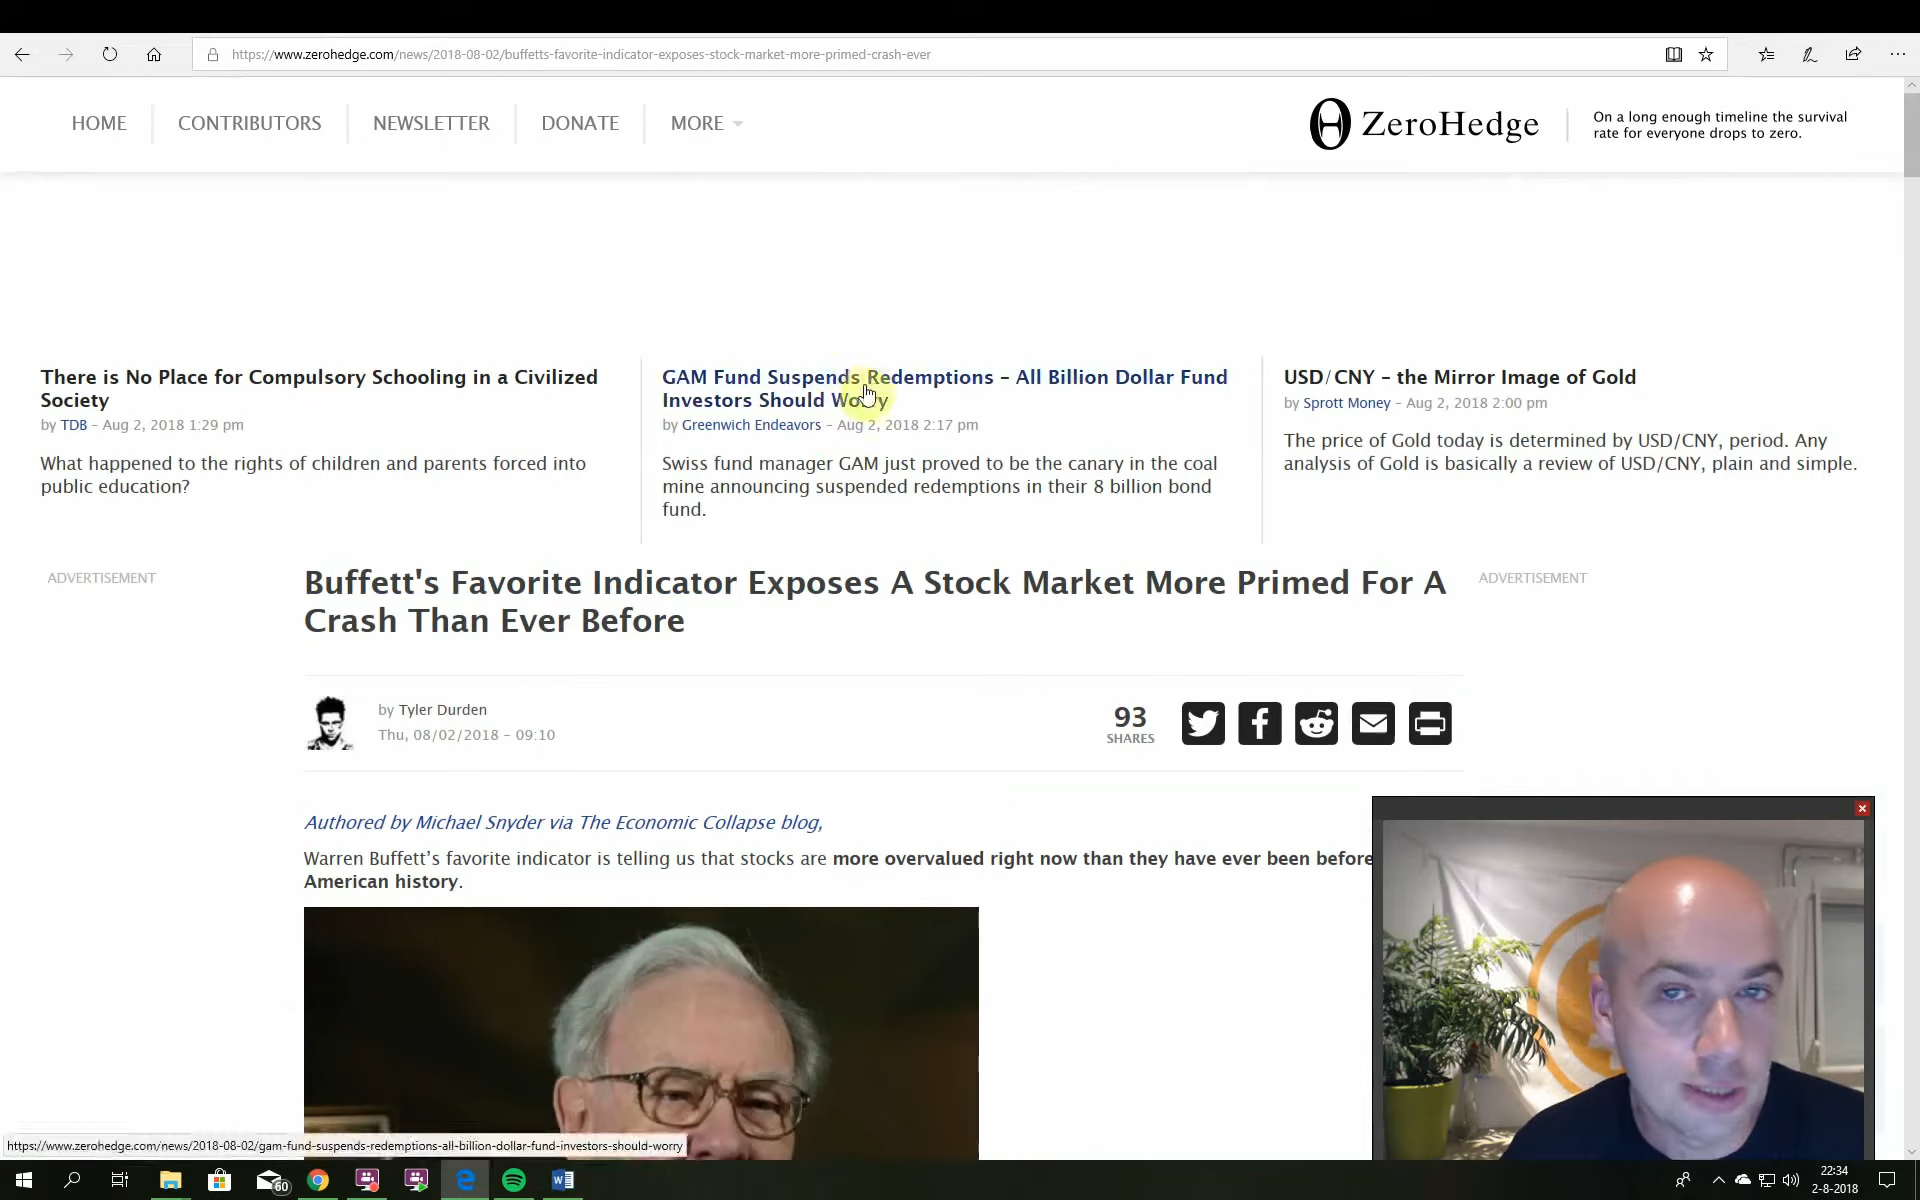 https://www.zerohedge.com/news/2018-08-02/buffetts-favorite-indicator-exposes-stock-market-more-primed-crash-ever
HOME
CONTRIBUTORS
NEWSLETTER
DONATE
MORE
ZeroHedge
On a long enough timeline the survival
rate for everyone drops to zero.
There is No Place for Compulsory Schooling in a Civilized
Society
by TDB – Aug 2, 2018 1:29 pm
What happened to the rights of children and parents forced into
public education?
GAM Fund Suspends Redemptions – All Billion Dollar Fund
Investors Should Worry
by Greenwich Endeavors – Aug 2, 2018 2:17 pm
Swiss fund manager GAM just proved to be the canary in the coal
mine announcing suspended redemptions in their 8 billion bond
fund.
USD/CNY – the Mirror Image of Gold
by Sprott Money – Aug 2, 2018 2:00 pm
The price of Gold today is determined by USD/CNY, period. Any
analysis of Gold is basically a review of USD/CNY, plain and simple.
ADVERTISEMENT
Buffett's Favorite Indicator Exposes A Stock Market More Primed For A
Crash Than Ever Before
ADVERTISEMENT
by Tyler Durden
Thu, 08/02/2018 – 09:10
93
SHARES
Authored by Michael Snyder via The Economic Collapse blog,
Warren Buffett’s favorite indicator is telling us that stocks are more overvalued right now than they have ever been before
American history.
https://www.zerohedge.com/news/2018-08-02/gam-fund-suspends-redemptions-all-billion-dollar-fund-investors-should-worry
60
22:34
2-8-2018